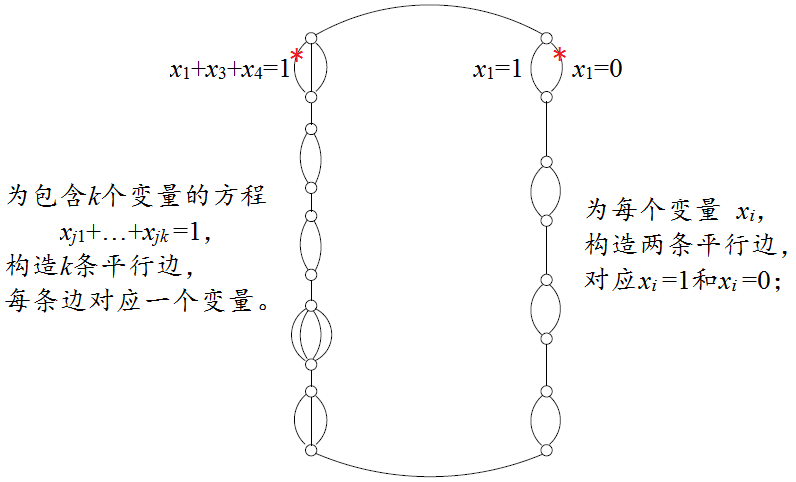 x1+x3+x4=1
x1=1
x1=0
为包含k个变量的方程
xj1+…+xjk=1，
构造k条平行边，
每条边对应一个变量。
为每个变量 xi，
构造两条平行边，
对应xi=1和xi=0；